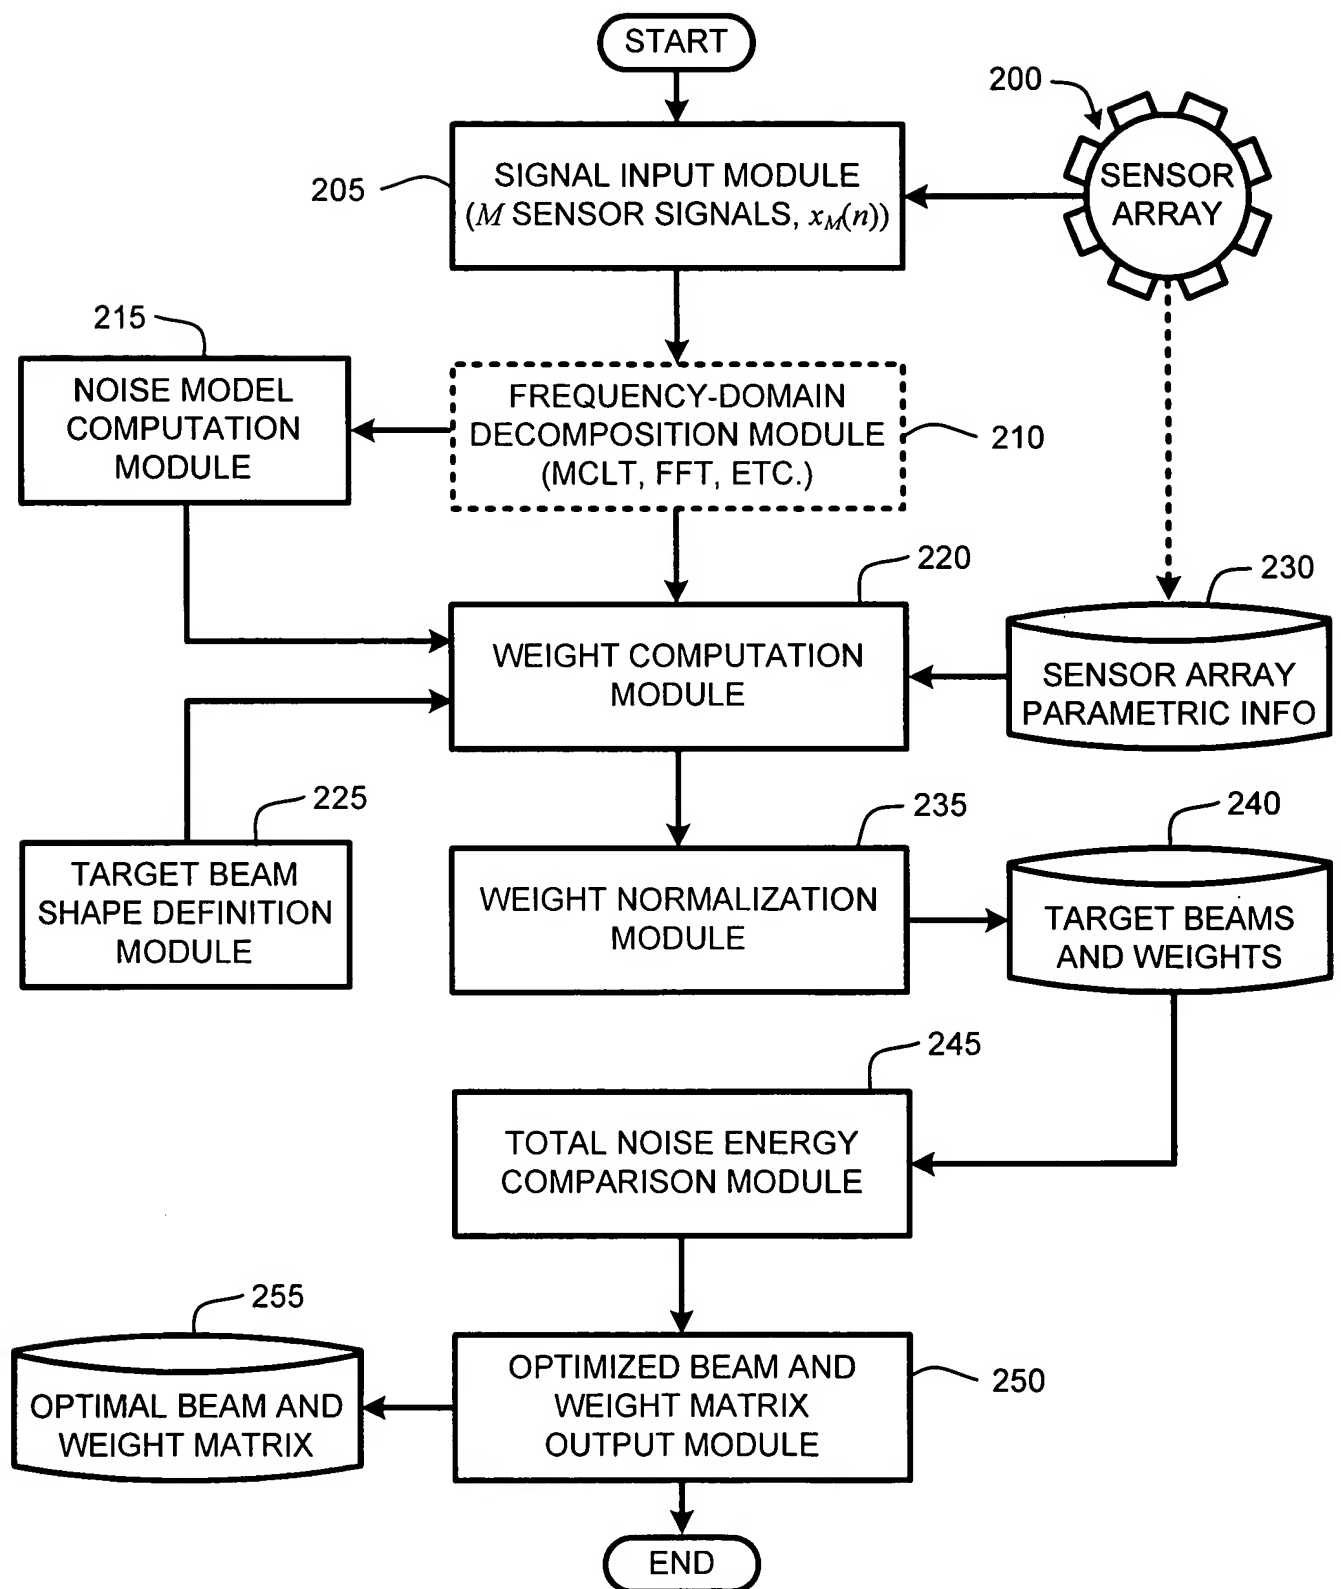 START
200
SENSOR
ARRAY
205
SIGNAL INPUT MODULE
(M SENSOR SIGNALS, xM(n))
215
NOISE MODEL
COMPUTATION
MODULE
FREQUENCY-DOMAIN
DECOMPOSITION MODULE
(MCLT, FFT, ETC.)
210
220
WEIGHT COMPUTATION
MODULE
230
SENSOR ARRAY
PARAMETRIC INFO
225
TARGET BEAM
SHAPE DEFINITION
MODULE
235
WEIGHT NORMALIZATION
MODULE
240
TARGET BEAMS
AND WEIGHTS
245
TOTAL NOISE ENERGY
COMPARISON MODULE
255
OPTIMAL BEAM AND
WEIGHT MATRIX
OPTIMIZED BEAM AND
WEIGHT MATRIX
OUTPUT MODULE
250
END